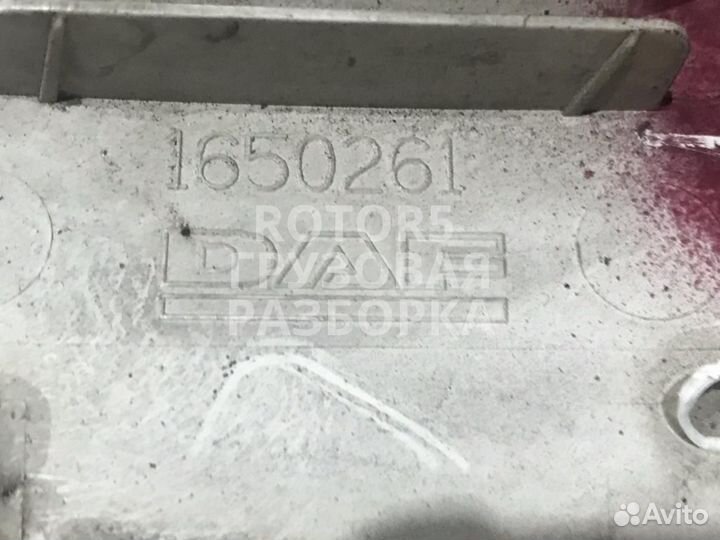 1650261
DAF
ROTOR5
ГРУЗОВАЯ
РАЗБОРКА
Avito